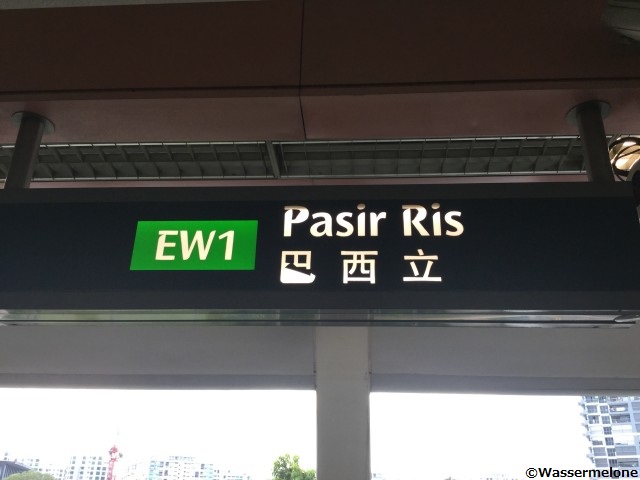 EW1
Pasir Ris
巴西立
©Wassermelone